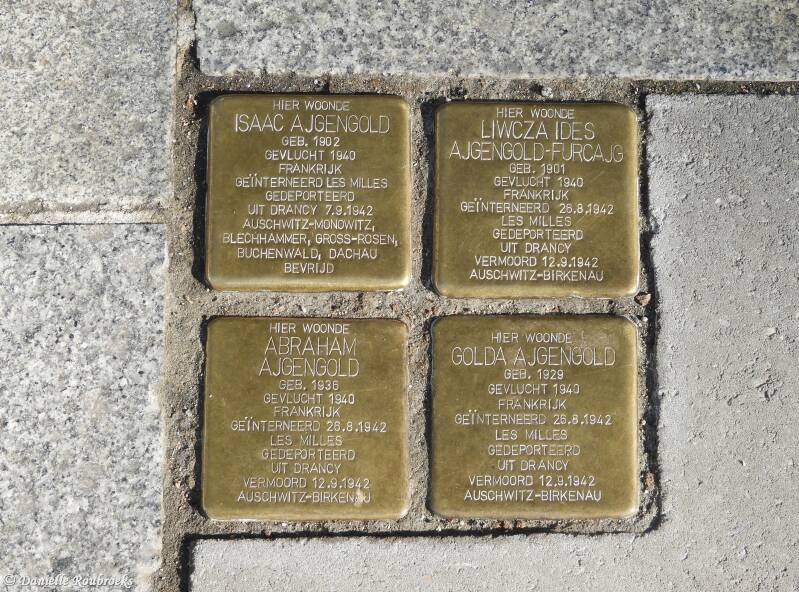 HIER WOONDE
ISAAC AJGENGOLD
GEB. 1902
GEVLUCHT 1940
FRANKRIJK
GEÏNTERNEERD LES MILLES
GEDEPORTEERD
UIT DRANCY 7.9.1942
AUSCHWITZ-MONOWITZ,
BLECHHAMMER, GROSS-ROSEN,
BUCHENWALD, DACHAU
BEVRIJD
HIER WOONDE
LIWCZA IDES
AJGENGOLD-FURCAJG
GEB. 1901
GEVLUCHT 1940
FRANKRIJK
GEÏNTERNEERD 26.8.1942
LES MILLES
GEDEPORTEERD
UIT DRANCY
VERMOORD 12.9.1942
AUSCHWITZ-BIRKENAU
HIER WOONDE
ABRAHAM
AJGENGOLD
GEB. 1936
GEVLUCHT 1940
FRANKRIJK
GEÏNTERNEERD 26.8.1942
LES MILLES
GEDEPORTEERD
UIT DRANCY
VERMOORD 12.9.1942
AUSCHWITZ-BIRKENAU
HIER WOONDE
GOLDA AJGENGOLD
GEB. 1929
GEVLUCHT 1940
FRANKRIJK
GEÏNTERNEERD 26.8.1942
LES MILLES
GEDEPORTEERD
UIT DRANCY
VERMOORD 12.9.1942
AUSCHWITZ-BIRKENAU
© Danielle Roubroeks